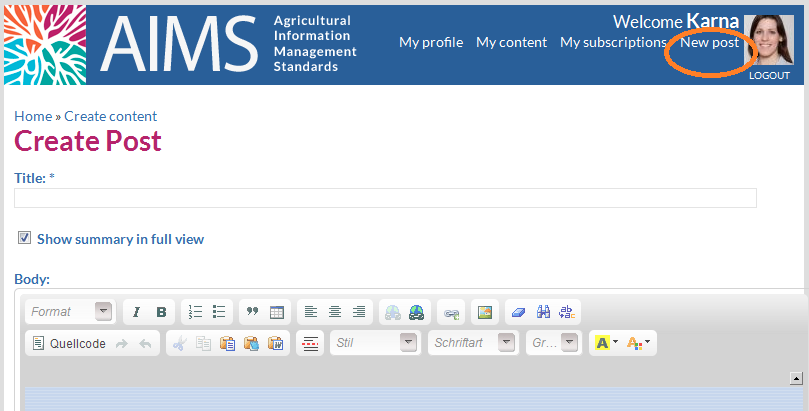 AIMS
Agricultural
Information
Management
Standards
Welcome Karna
My profile My content My subscriptions New post
LOGOUT
Home » Create content
Create Post
Title: *
Show summary in full view
Body:
Format I B
Quellcode Stil Schriftart Gr… A A